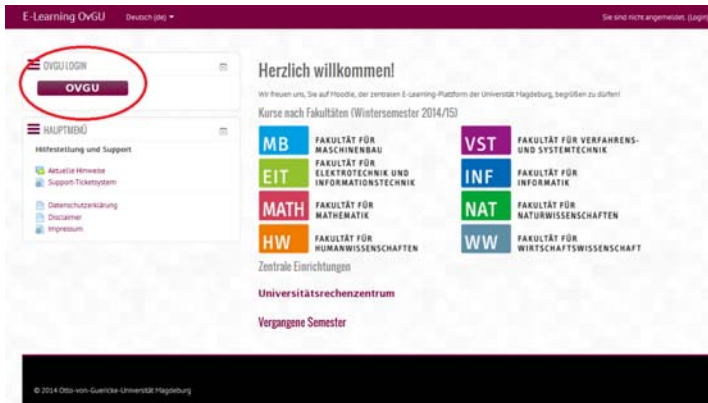 E-Learning OvGU Deutsch (de)
Sie sind nicht angemeldet. (Login)
OVGU LOGIN
OVGU
HAUPTMENÜ
Hilfestellung und Support
Aktuelle Hinweise
Support-Ticketsystem
Datenschutzerklärung
Disclaimer
Impressum
Herzlich willkommen!
Wir freuen uns, Sie auf Moodle, der zentralen E-Learning-Plattform der Universität Magdeburg, begrüßen zu dürfen!
Kurse nach Fakultäten (Wintersemester 2014/15)
MB
FAKULTÄT FÜR
MASCHINENBAU
VST
FAKULTÄT FÜR VERFAHRENS-
UND SYSTEMTECHNIK
EIT
FAKULTÄT FÜR
ELEKTROTECHNIK UND
INFORMATIONSTECHNIK
INF
FAKULTÄT FÜR
INFORMATIK
MATH
FAKULTÄT FÜR
MATHEMATIK
NAT
FAKULTÄT FÜR
NATURWISSENSCHAFTEN
HW
FAKULTÄT FÜR
HUMANWISSENSCHAFTEN
WW
FAKULTÄT FÜR
WIRTSCHAFTSWISSENSCHAFT
Zentrale Einrichtungen
Universitätsrechenzentrum
Vergangene Semester
© 2014 Otto-von-Guericke-Universität Magdeburg